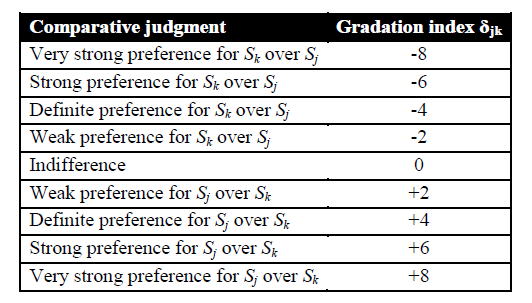 Comparative judgment Gradation index δjk
Very strong preference for Sk over Sj -8
Strong preference for Sk over Sj -6
Definite preference for Sk over Sj -4
Weak preference for Sk over Sj -2
Indifference 0
Weak preference for Sj over Sk +2
Definite preference for Sj over Sk +4
Strong preference for Sj over Sk +6
Very strong preference for Sj over Sk +8